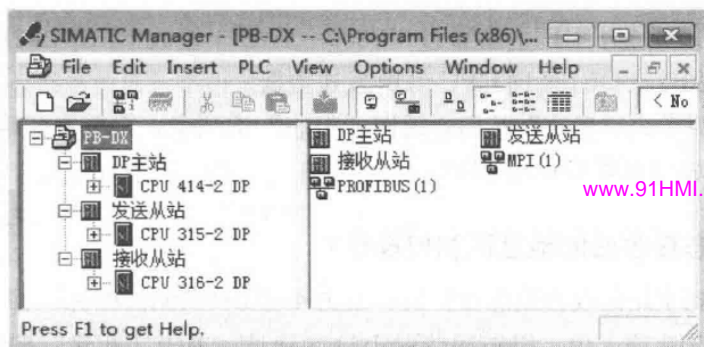 SIMATIC Manager - [PB-DX -- C:\Program Files (x86)\...
File Edit Insert PLC View Options Window Help
< No
PB-DX
DP主站
CPU 414-2 DP
发送从站
CPU 315-2 DP
接收从站
CPU 316-2 DP
DP主站 发送从站
接收从站 MPI(1)
PROFIBUS(1)
www.91HMI.
Press F1 to get Help.